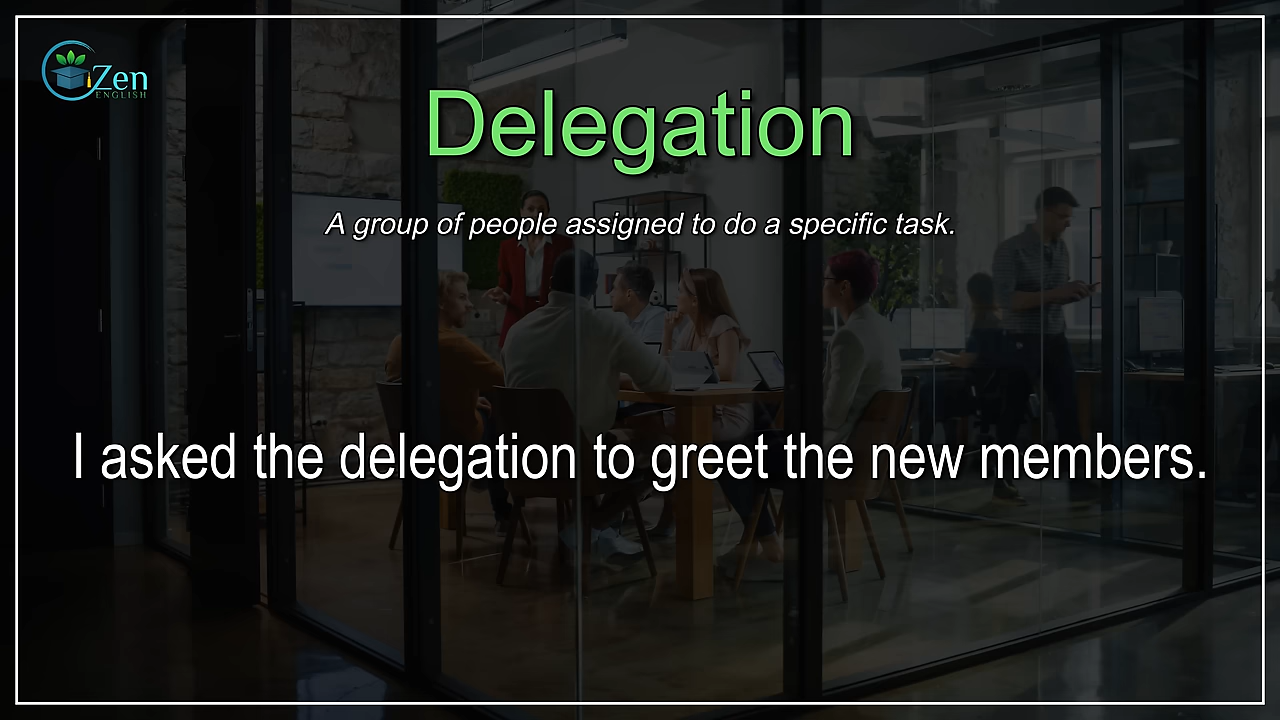 Zen
ENGLISH
Delegation
A group of people assigned to do a specific task.
I asked the delegation to greet the new members.